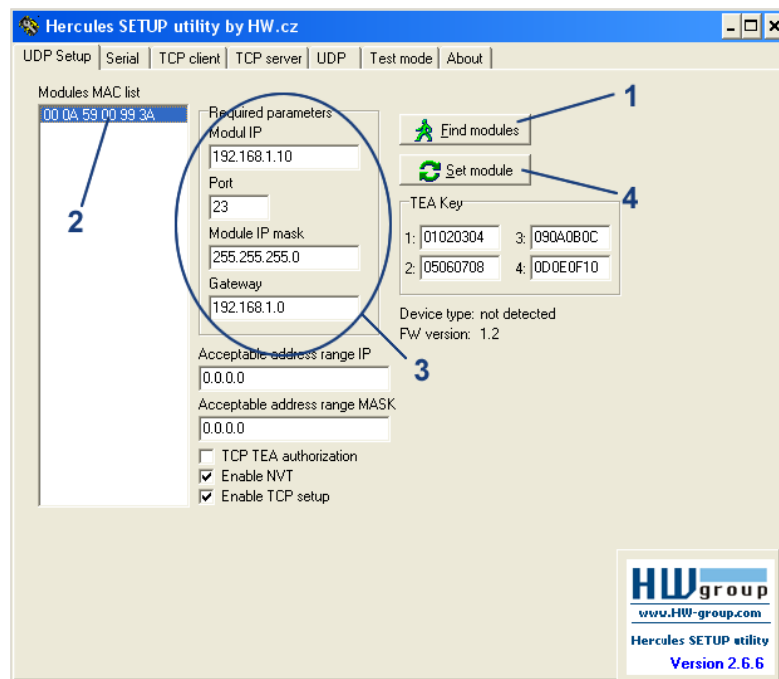 Hercules SETUP utility by HW.cz
UDP Setup Serial TCP client TCP server UDP Test mode About
Modules MAC list
00 0A 59 00 99 3A
2
Required parameters
Modul IP
192.168.1.10
Port
23
Module IP mask
255.255.255.0
Gateway
192.168.1.0
3
Acceptable address range IP
0.0.0.0
Acceptable address range MASK
0.0.0.0
TCP TEA authorization
Enable NVT
Enable TCP setup
1
Find modules
Set module
4
TEA Key
1: 01020304 3: 090A0B0C
2: 05060708 4: 0D0E0F10
Device type: not detected
FW version: 1.2
HW group
www.HW-group.com
Hercules SETUP utility
Version 2.6.6